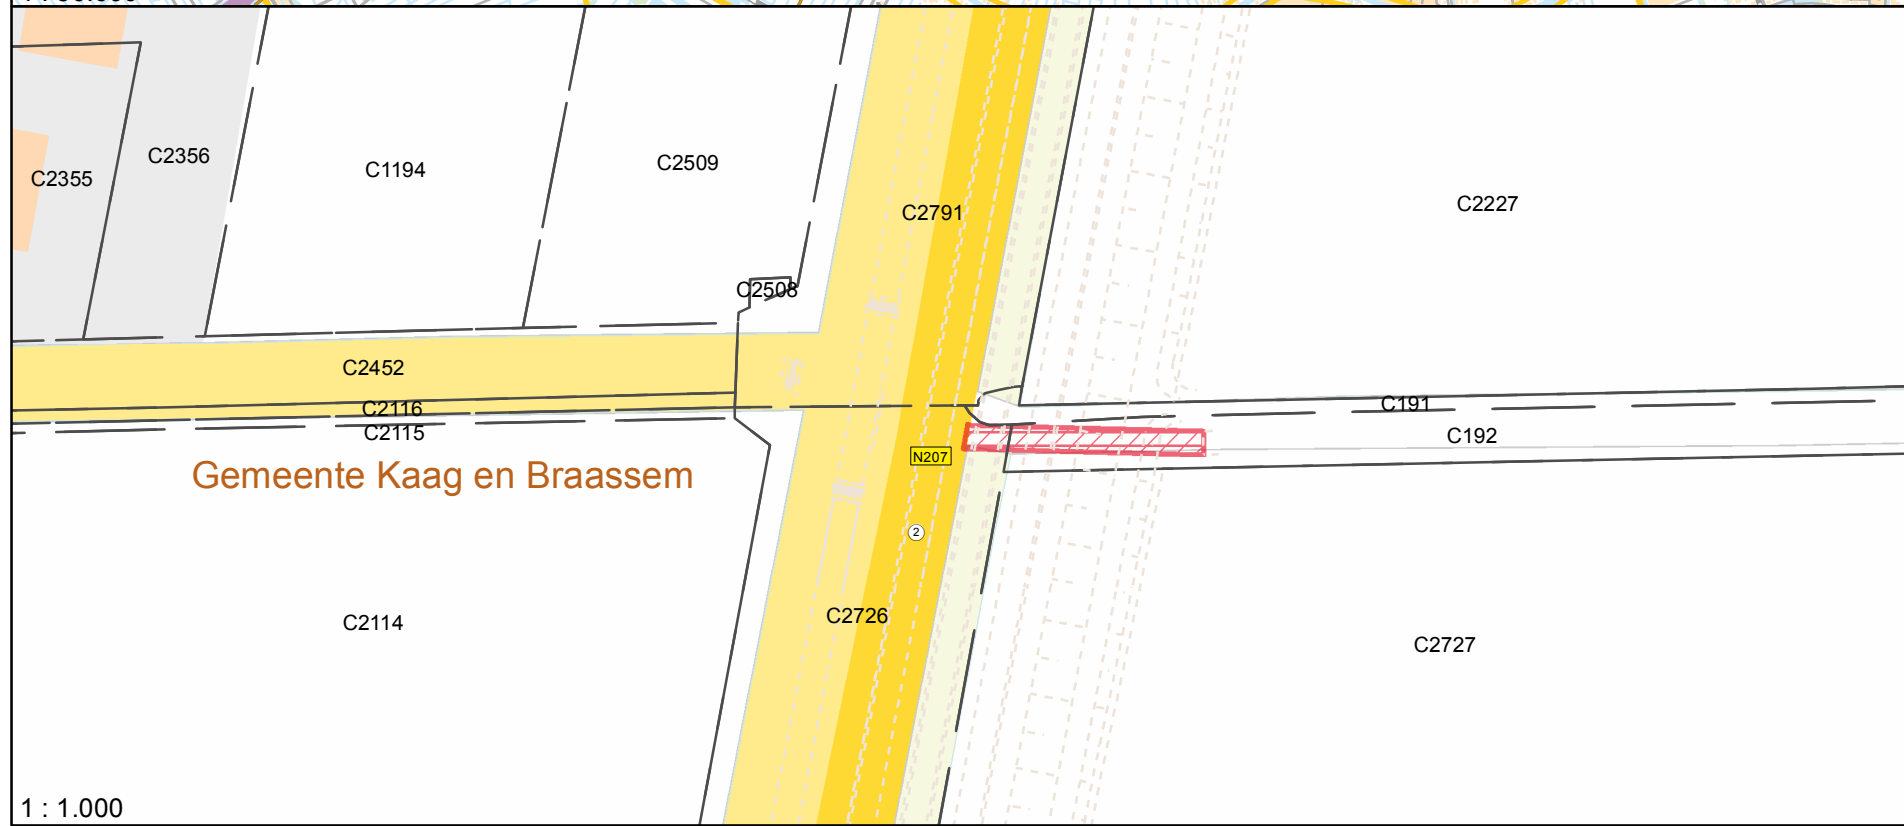 C2356
C2355
C1194
C2509
C2791
C2227
C2508
C2452
C2116
C2115
C191
C192
N207
Gemeente Kaag en Braassem
2
C2726
C2114
C2727
1 : 1.000